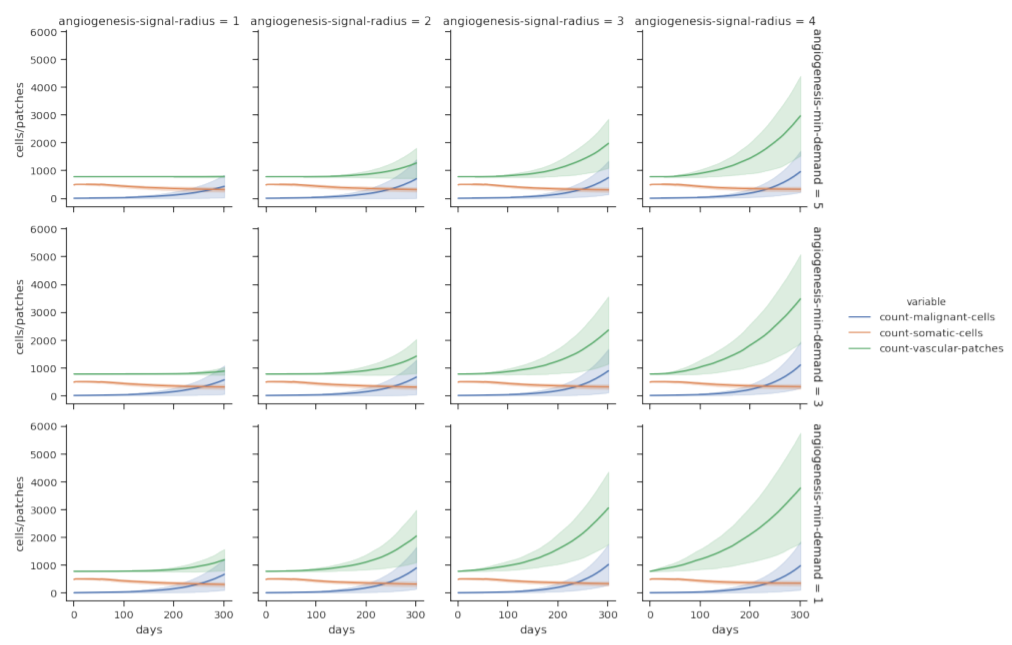 angiogenesis-signal-radius = 1
angiogenesis-signal-radius = 2
angiogenesis-signal-radius = 3
angiogenesis-signal-radius = 4
6000
5000
4000
3000
2000
1000
0
cells/patches
angiogenesis-min-demand = 5
6000
5000
4000
3000
2000
1000
0
cells/patches
angiogenesis-min-demand = 3
variable
count-malignant-cells
count-somatic-cells
count-vascular-patches
6000
5000
4000
3000
2000
1000
0
cells/patches
angiogenesis-min-demand = 1
0 100 200 300
0 100 200 300
0 100 200 300
0 100 200 300
days
days
days
days